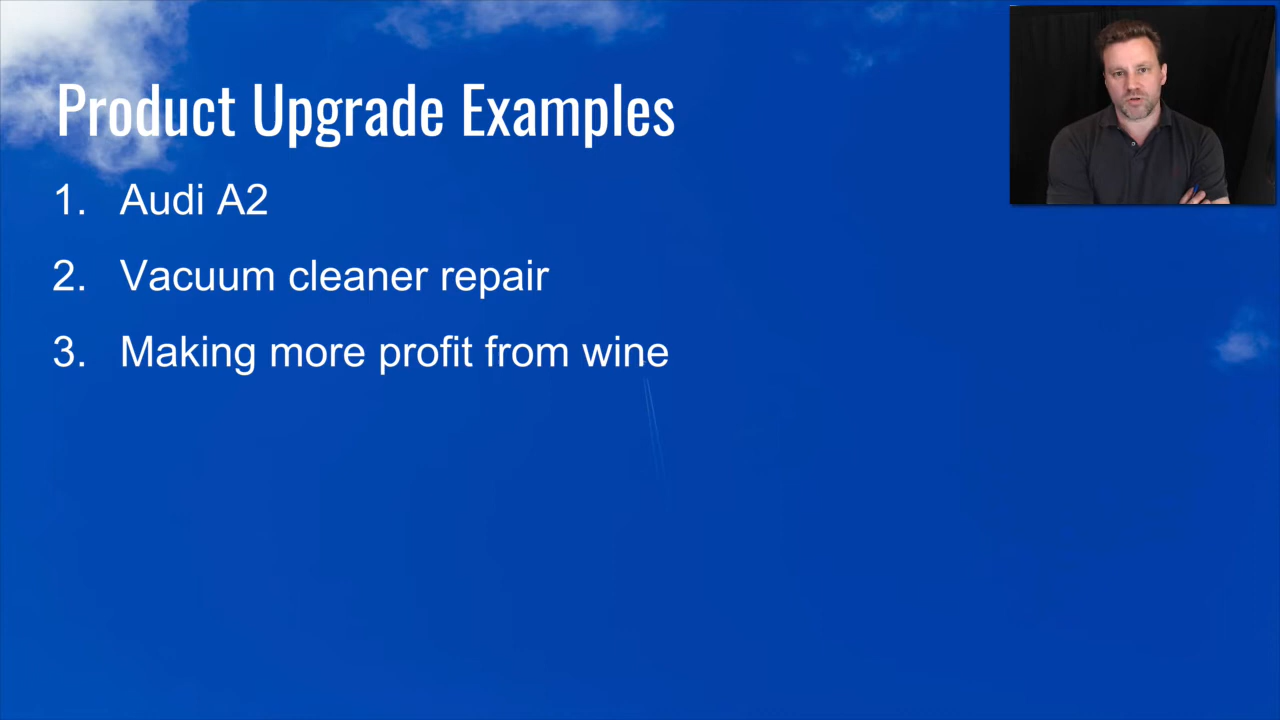 Product Upgrade Examples
1. Audi A2
2. Vacuum cleaner repair
3. Making more profit from wine